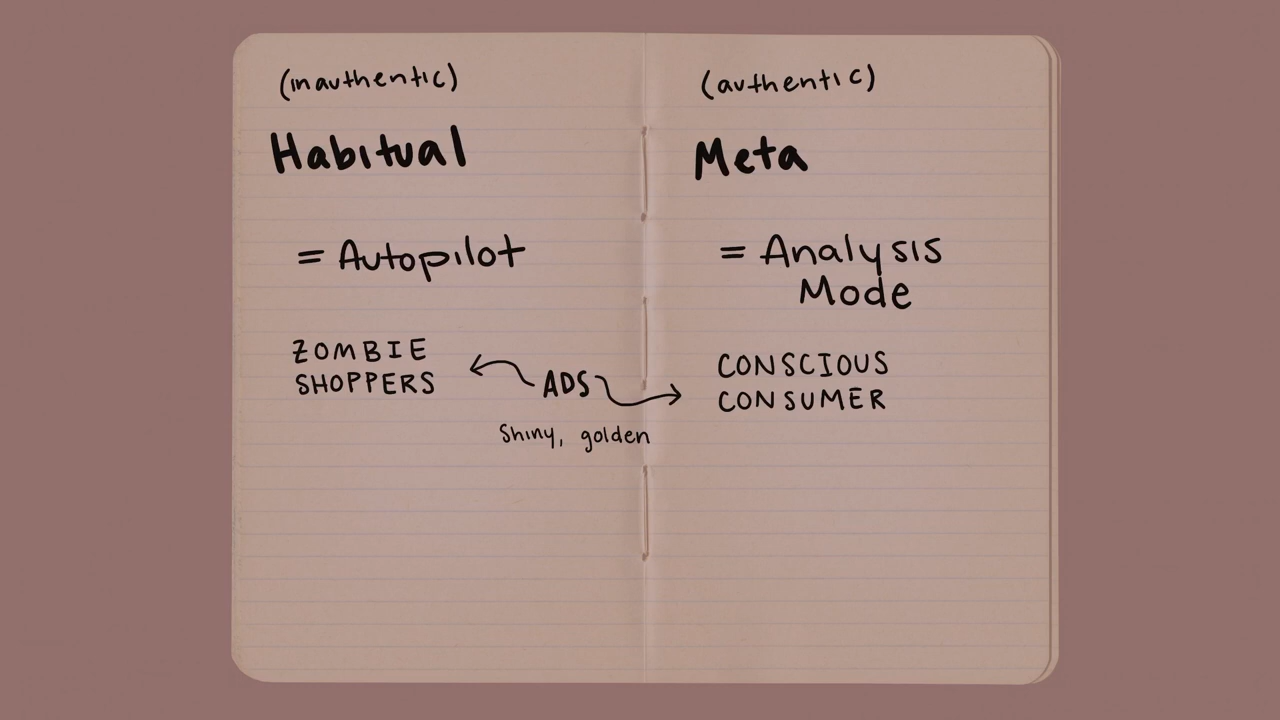 (inauthentic)
Habitual
= Autopilot
ZOMBIE
SHOPPERS
ADS
Shiny, golden
(authentic)
Meta
= Analysis
Mode
CONSCIOUS
CONSUMER